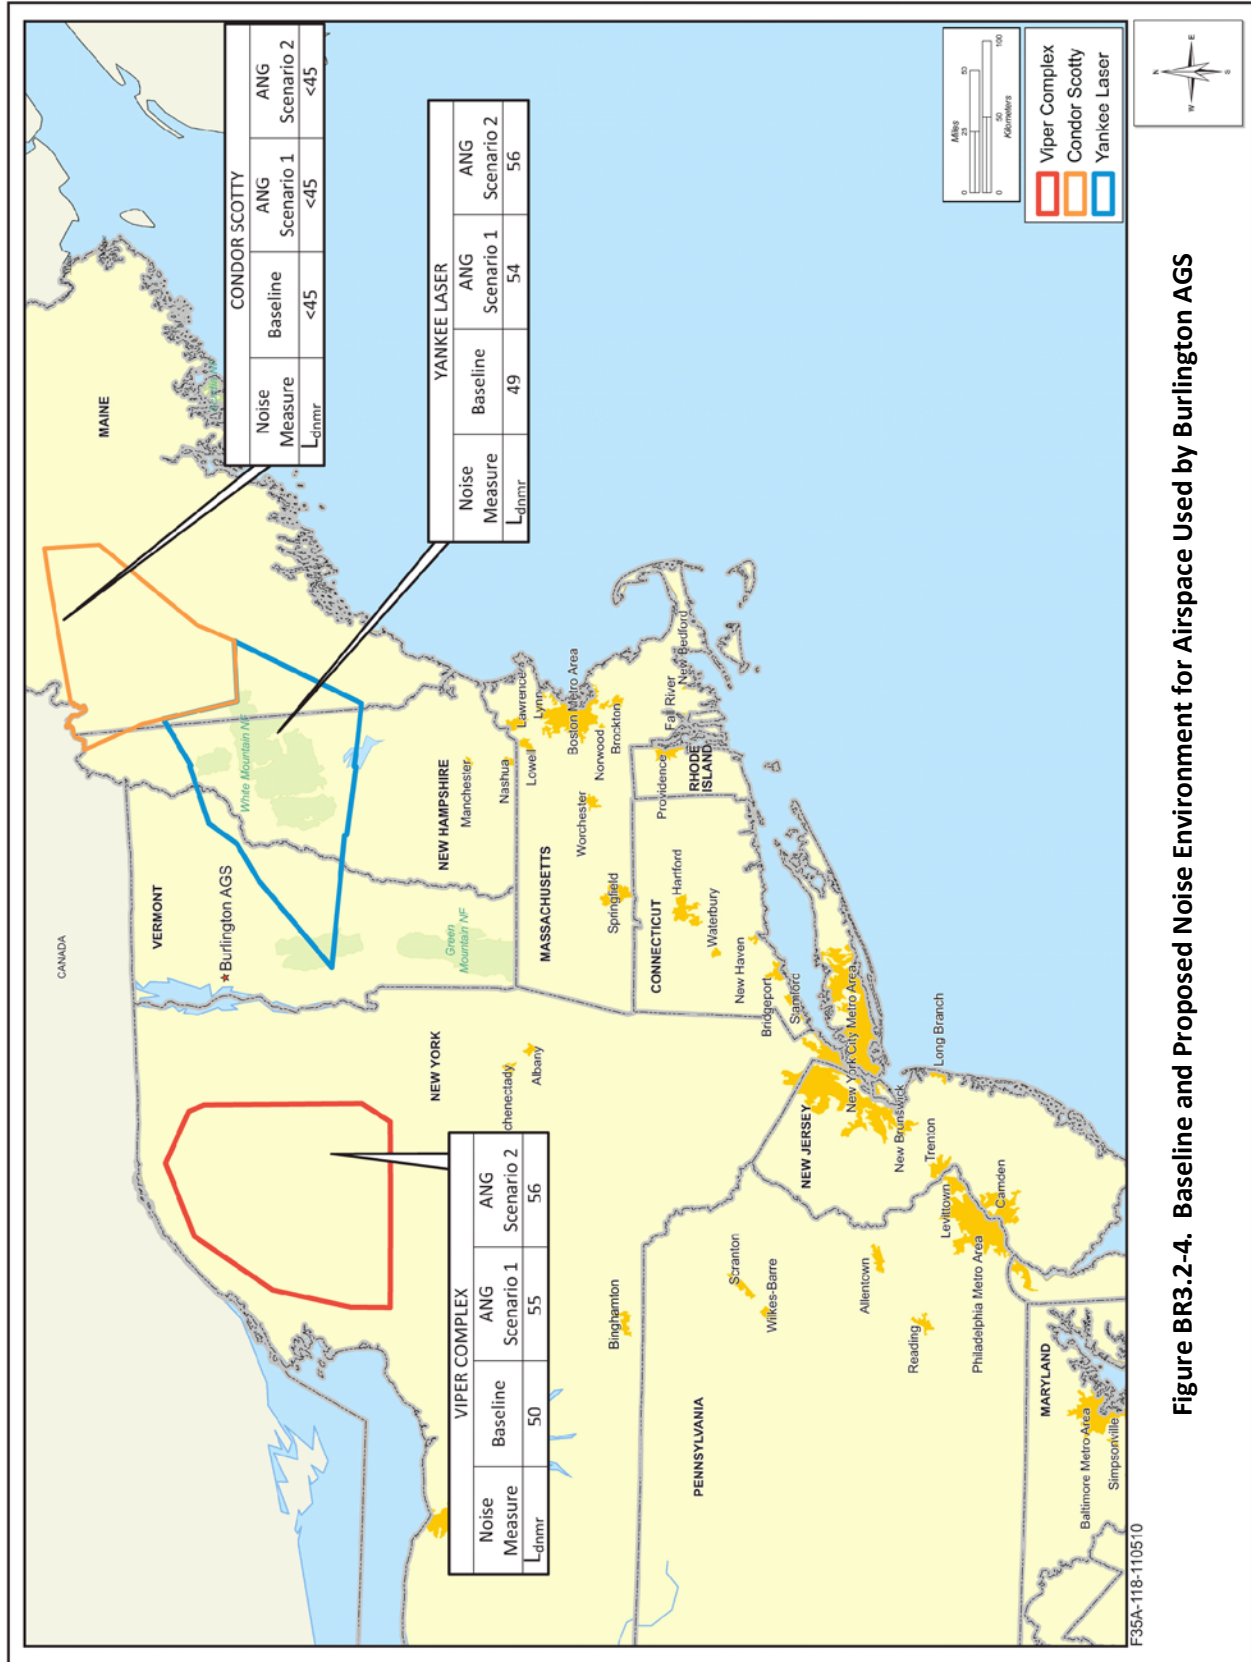 CANADA
MAINE
VERMONT
Burlington AGS
White Mountain NF
Green
Mountain NF
NEW HAMPSHIRE
Manchester
Nashua
NEW YORK
Schenectady
Albany
MASSACHUSETTS
Lawrence
Lynn
Lowell
Boston Metro Area
Norwood
Brockton
Worchester
Springfield
CONNECTICUT
Hartford
Waterbury
New Haven
Bridgeport
Stamford
Providence
RHODE
ISLAND
Fall River
New Bedford
Binghamton
PENNSYLVANIA
Scranton
Wilkes-Barre
Allentown
Reading
Philadelphia Metro Area
NEW JERSEY
New York City Metro Area
New Brunswick
Long Branch
Trenton
Levittown
Camden
MARYLAND
Baltimore Metro Area
Simpsonville
VIPER COMPLEX
Noise Measure Baseline ANG Scenario 1 ANG Scenario 2
Ldnmr 50 55 56
CONDOR SCOTTY
Noise Measure Baseline ANG Scenario 1 ANG Scenario 2
Ldnmr <45 <45 <45
YANKEE LASER
Noise Measure Baseline ANG Scenario 1 ANG Scenario 2
Ldnmr 49 54 56
Miles
0 25 50
0 50 100
Kilometers
Viper Complex
Condor Scotty
Yankee Laser
N
W E
S
F35A-118-110510
Figure BR3.2-4. Baseline and Proposed Noise Environment for Airspace Used by Burlington AGS